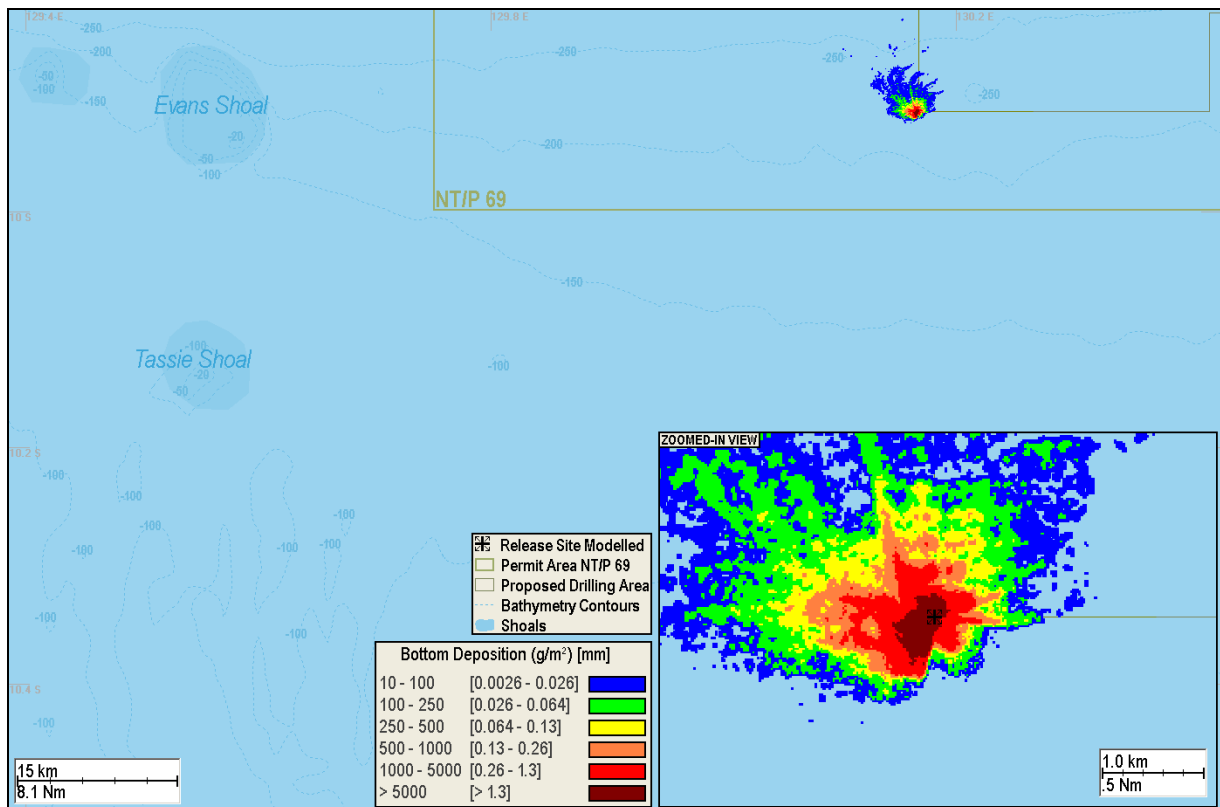 129.4 E
129.8 E
130.2 E
-250
-200
-50
-100
-150
Evans Shoal
-20
-50
-100
-250
-250
-250
-200
NT/P 69
10 S
-150
-100
Tassie Shoal
-100
-20
-50
10.2 S
-100
-100
-100
-100
-100
-100
-100
-100
-100
10.4 S
-100
ZOOMED-IN VIEW
Release Site Modelled
Permit Area NT/P 69
Proposed Drilling Area
Bathymetry Contours
Shoals
Bottom Deposition (g/m²) [mm]
10 - 100 [0.0026 - 0.026]
100 - 250 [0.026 - 0.064]
250 - 500 [0.064 - 0.13]
500 - 1000 [0.13 - 0.26]
1000 - 5000 [0.26 - 1.3]
> 5000 [> 1.3]
15 km
8.1 Nm
1.0 km
.5 Nm